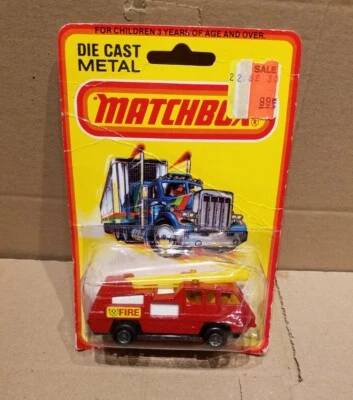 FOR CHILDREN 3 YEARS OF AGE AND OVER.
DIE CAST
METAL
SALE
MATCHBOX
FIRE